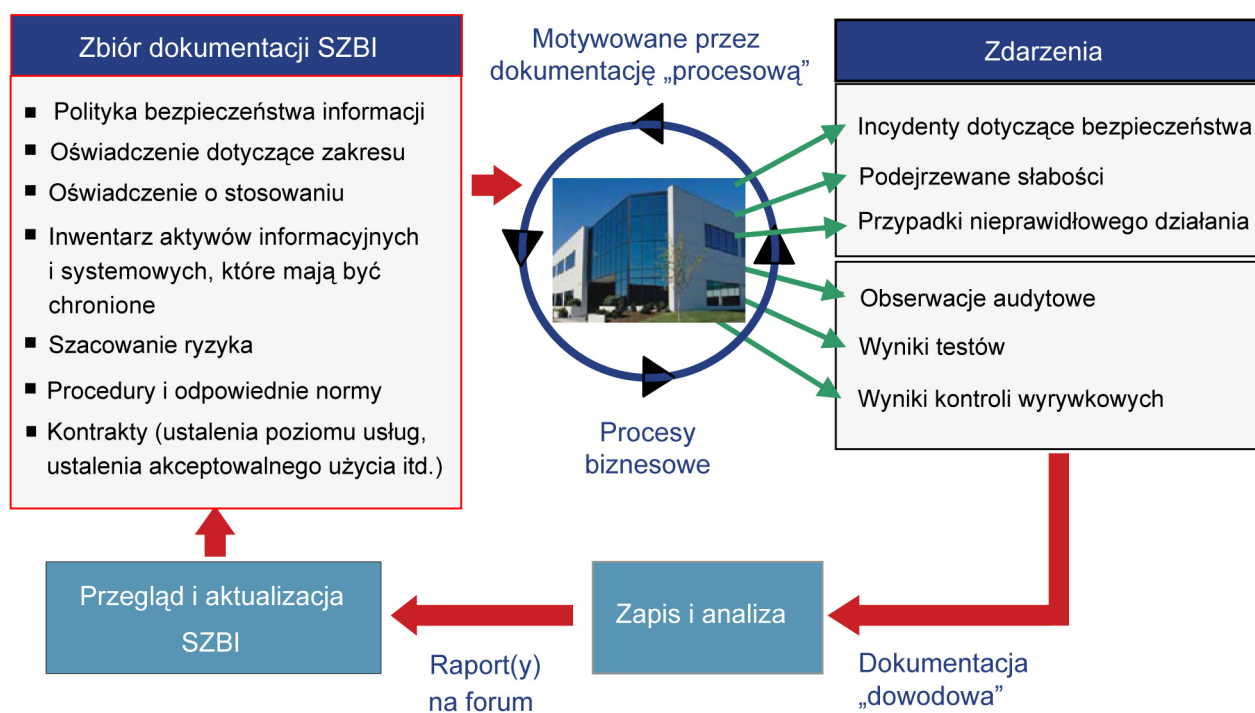 Zbiór dokumentacji SZBI
■ Polityka bezpieczeństwa informacji
■ Oświadczenie dotyczące zakresu
■ Oświadczenie o stosowaniu
■ Inwentarz aktywów informacyjnych
i systemowych, które mają być
chronione
■ Szacowanie ryzyka
■ Procedury i odpowiednie normy
■ Kontrakty (ustalenia poziomu usług,
ustalenia akceptowalnego użycia itd.)
Motywowane przez
dokumentację „procesową”
Procesy
biznesowe
Zdarzenia
Incydenty dotyczące bezpieczeństwa
Podejrzewane słabości
Przypadki nieprawidłowego działania
Obserwacje audytowe
Wyniki testów
Wyniki kontroli wyrywkowych
Dokumentacja
„dowodowa”
Zapis i analiza
Raport(y)
na forum
Przegląd i aktualizacja
SZBI